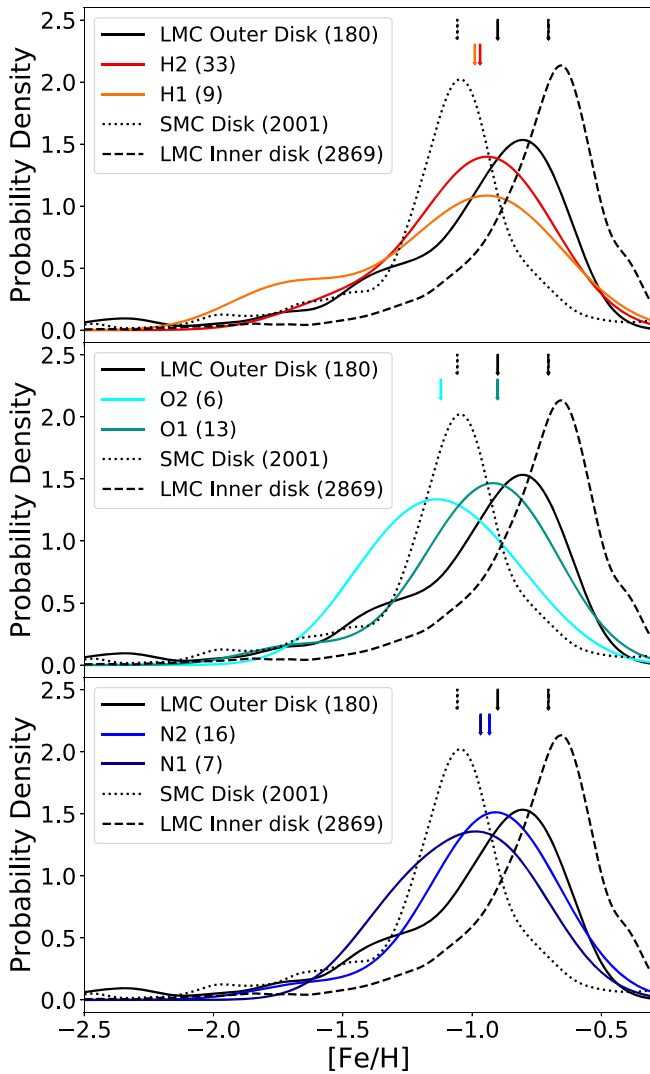 2.5
2.0
1.5
1.0
0.5
0.0
Probability Density
LMC Outer Disk (180)
H2 (33)
H1 (9)
SMC Disk (2001)
LMC Inner disk (2869)
2.5
2.0
1.5
1.0
0.5
0.0
Probability Density
LMC Outer Disk (180)
O2 (6)
O1 (13)
SMC Disk (2001)
LMC Inner disk (2869)
2.5
2.0
1.5
1.0
0.5
0.0
Probability Density
LMC Outer Disk (180)
N2 (16)
N1 (7)
SMC Disk (2001)
LMC Inner disk (2869)
−2.5 −2.0 −1.5 −1.0 −0.5
[Fe/H]